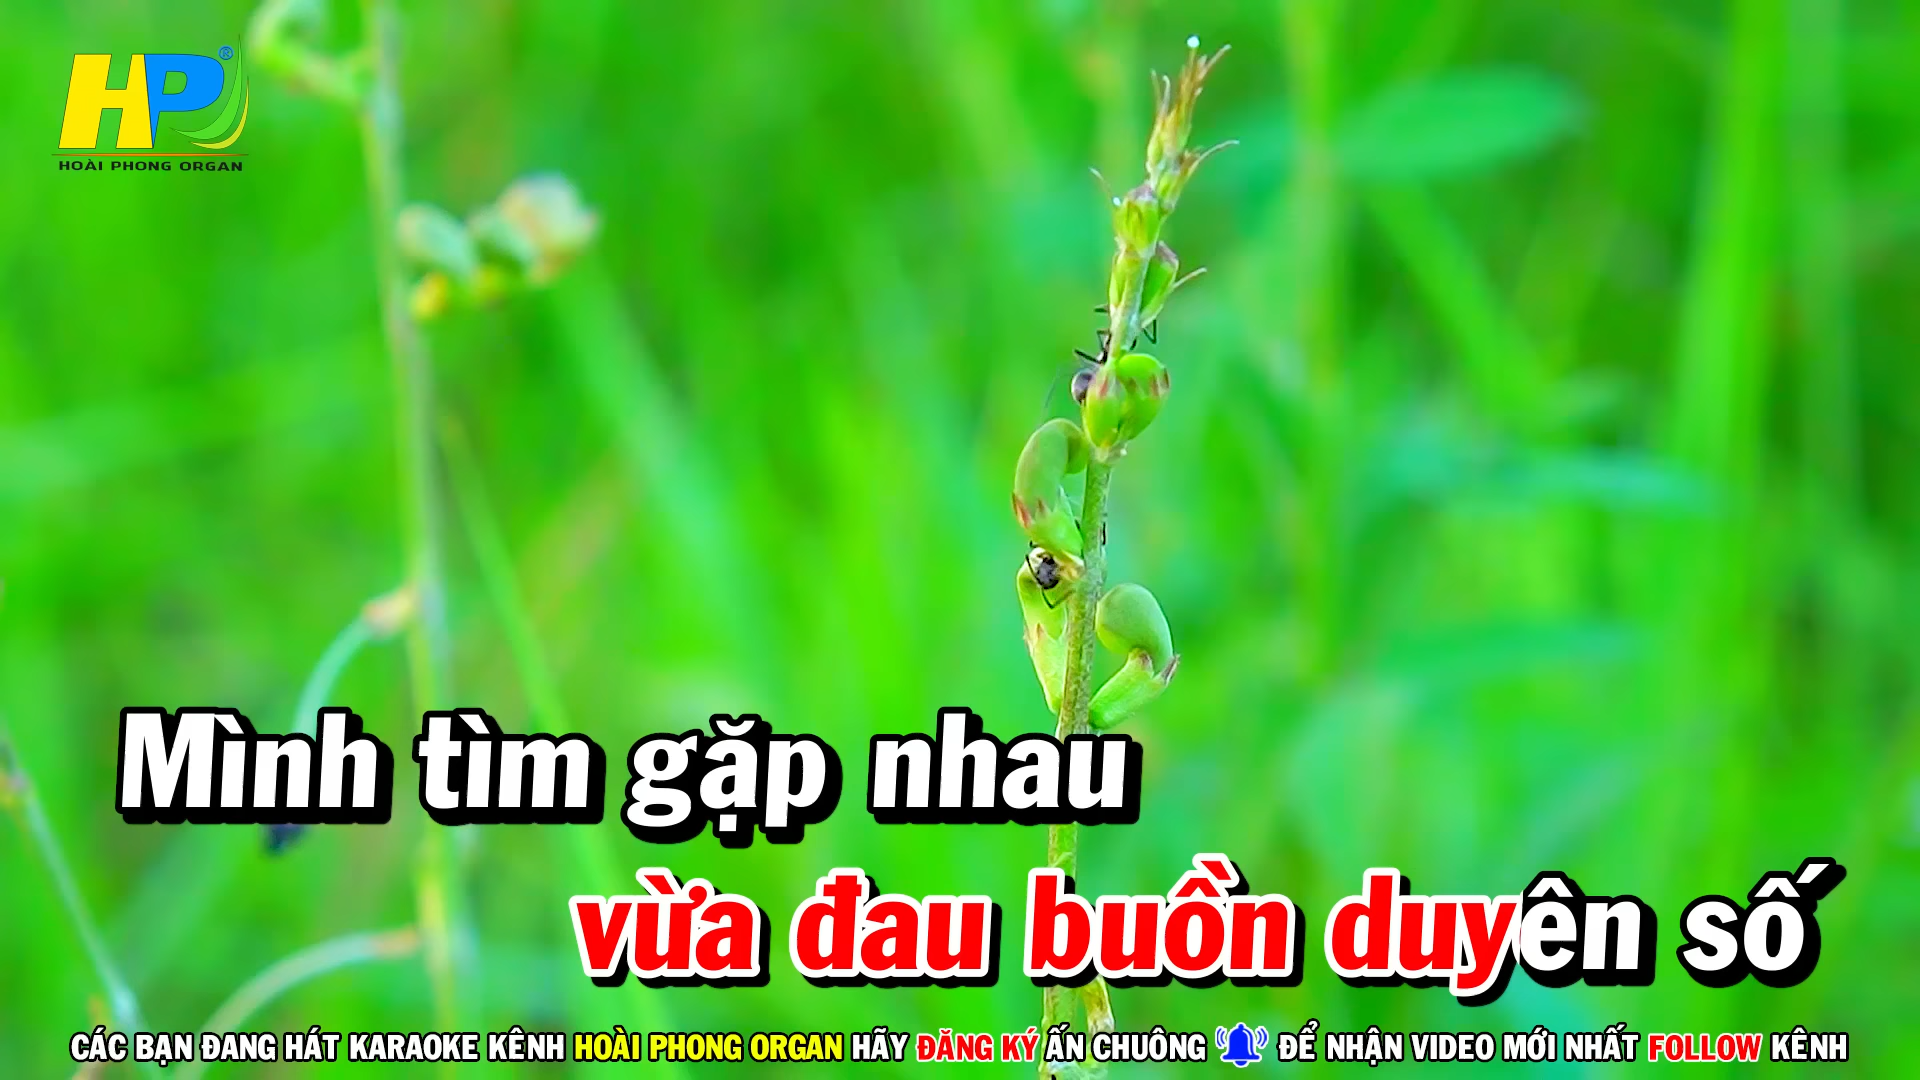 HP®
HOÀI PHONG ORGAN
Mình tìm gặp nhau
vừa đau buồn duyên số
CÁC BẠN ĐANG HÁT KARAOKE KÊNH HOÀI PHONG ORGAN HÃY ĐĂNG KÝ ẤN CHUÔNG ĐỂ NHẬN VIDEO MỚI NHẤT FOLLOW KÊNH